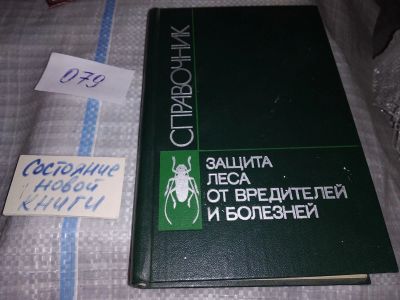 079
Состояние
новой
книги
СПРАВОЧНИК
ЗАЩИТА
ЛЕСА
ОТ ВРЕДИТЕЛЕЙ
И БОЛЕЗНЕЙ